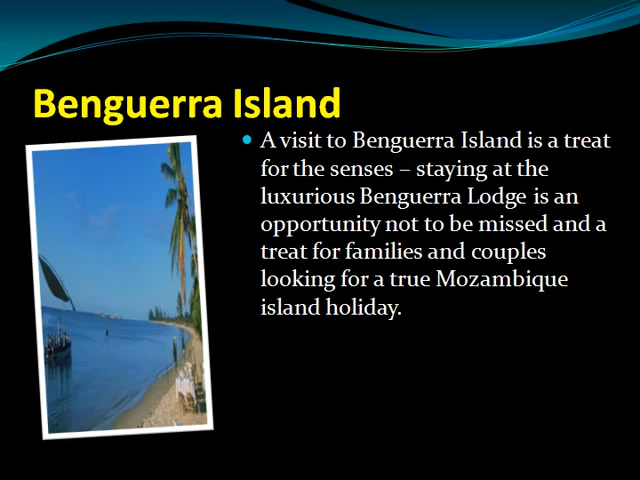 Benguerra Island
A visit to Benguerra Island is a treat
for the senses – staying at the
luxurious Benguerra Lodge is an
opportunity not to be missed and a
treat for families and couples
looking for a true Mozambique
island holiday.